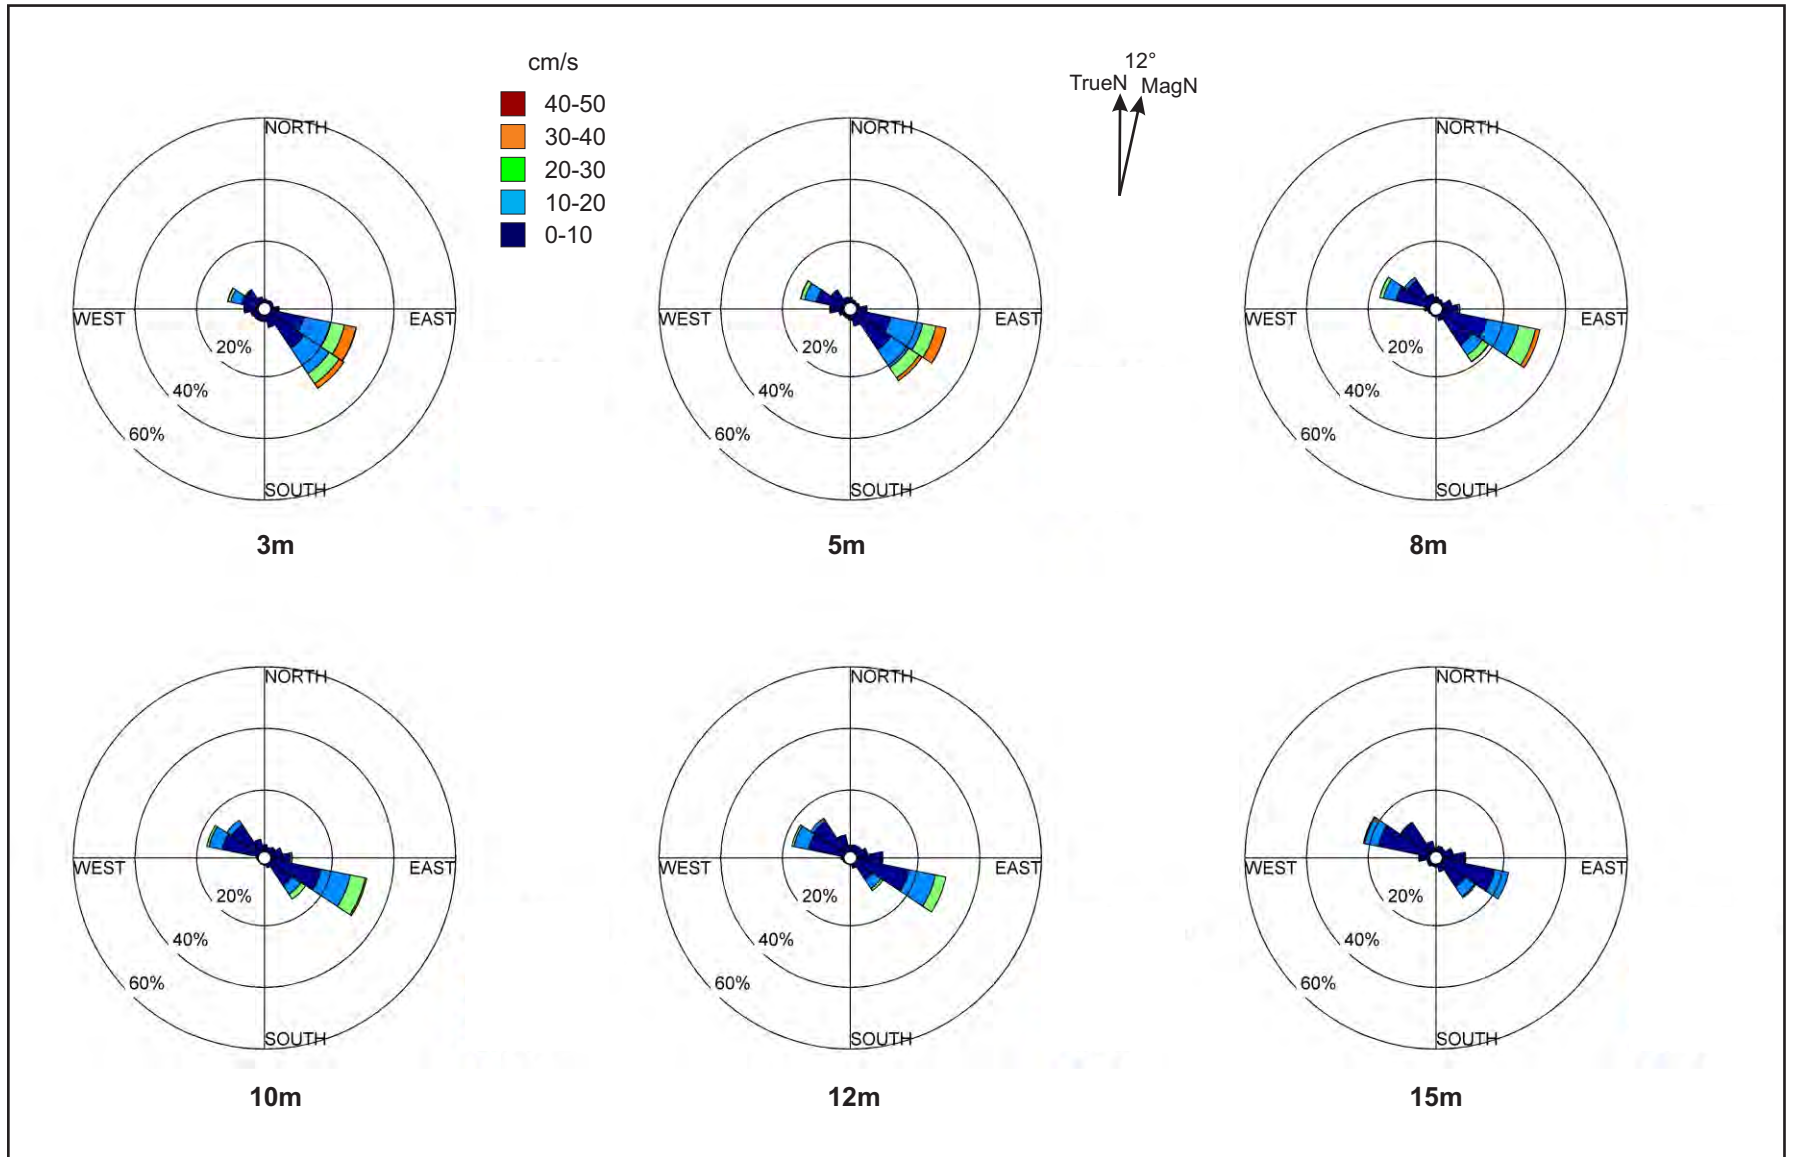 cm/s
40-50
30-40
20-30
10-20
0-10
12°
TrueN MagN
NORTH
WEST EAST
20%
40%
60%
SOUTH
3m
NORTH
WEST EAST
20%
40%
60%
SOUTH
5m
NORTH
WEST EAST
20%
40%
60%
SOUTH
8m
NORTH
WEST EAST
20%
40%
60%
SOUTH
10m
NORTH
WEST EAST
20%
40%
60%
SOUTH
12m
NORTH
WEST EAST
20%
40%
60%
SOUTH
15m